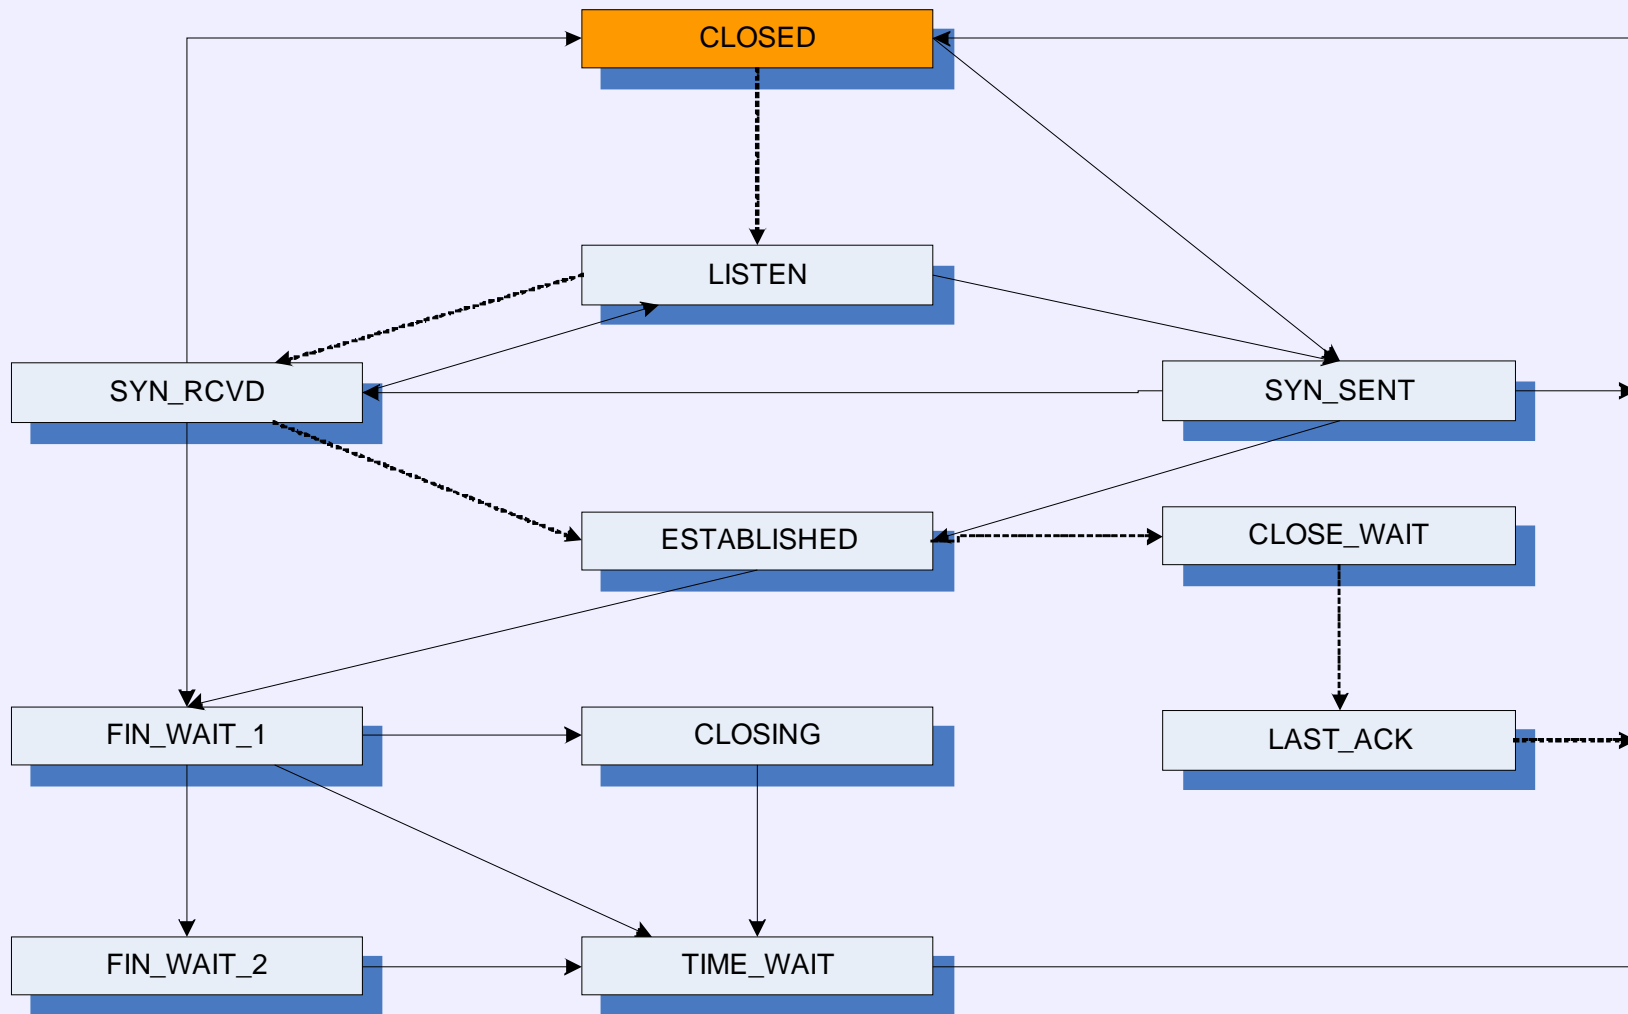 CLOSED
LISTEN
SYN_RCVD
SYN_SENT
ESTABLISHED
CLOSE_WAIT
FIN_WAIT_1
CLOSING
LAST_ACK
FIN_WAIT_2
TIME_WAIT